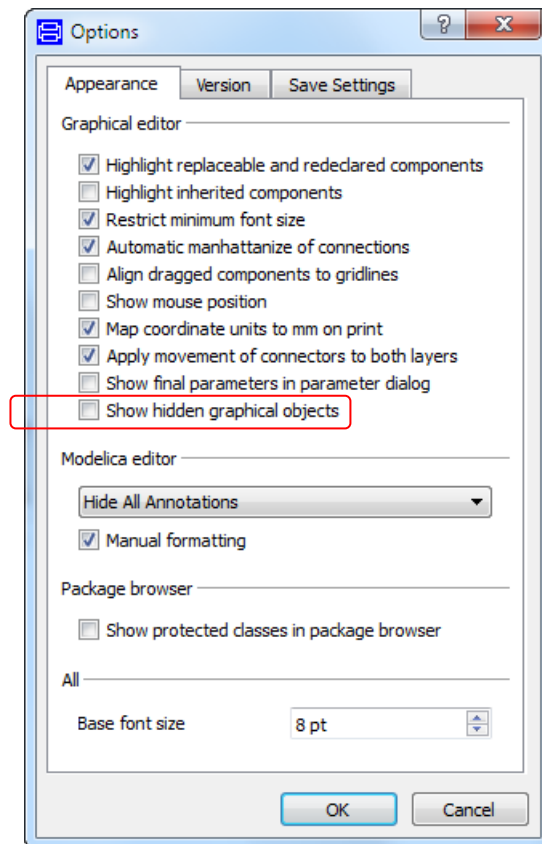 Options
Appearance
Version
Save Settings
Graphical editor
Highlight replaceable and redeclared components
Highlight inherited components
Restrict minimum font size
Automatic manhattanize of connections
Align dragged components to gridlines
Show mouse position
Map coordinate units to mm on print
Apply movement of connectors to both layers
Show final parameters in parameter dialog
Show hidden graphical objects
Modelica editor
Hide All Annotations
Manual formatting
Package browser
Show protected classes in package browser
All
Base font size
8 pt
OK
Cancel